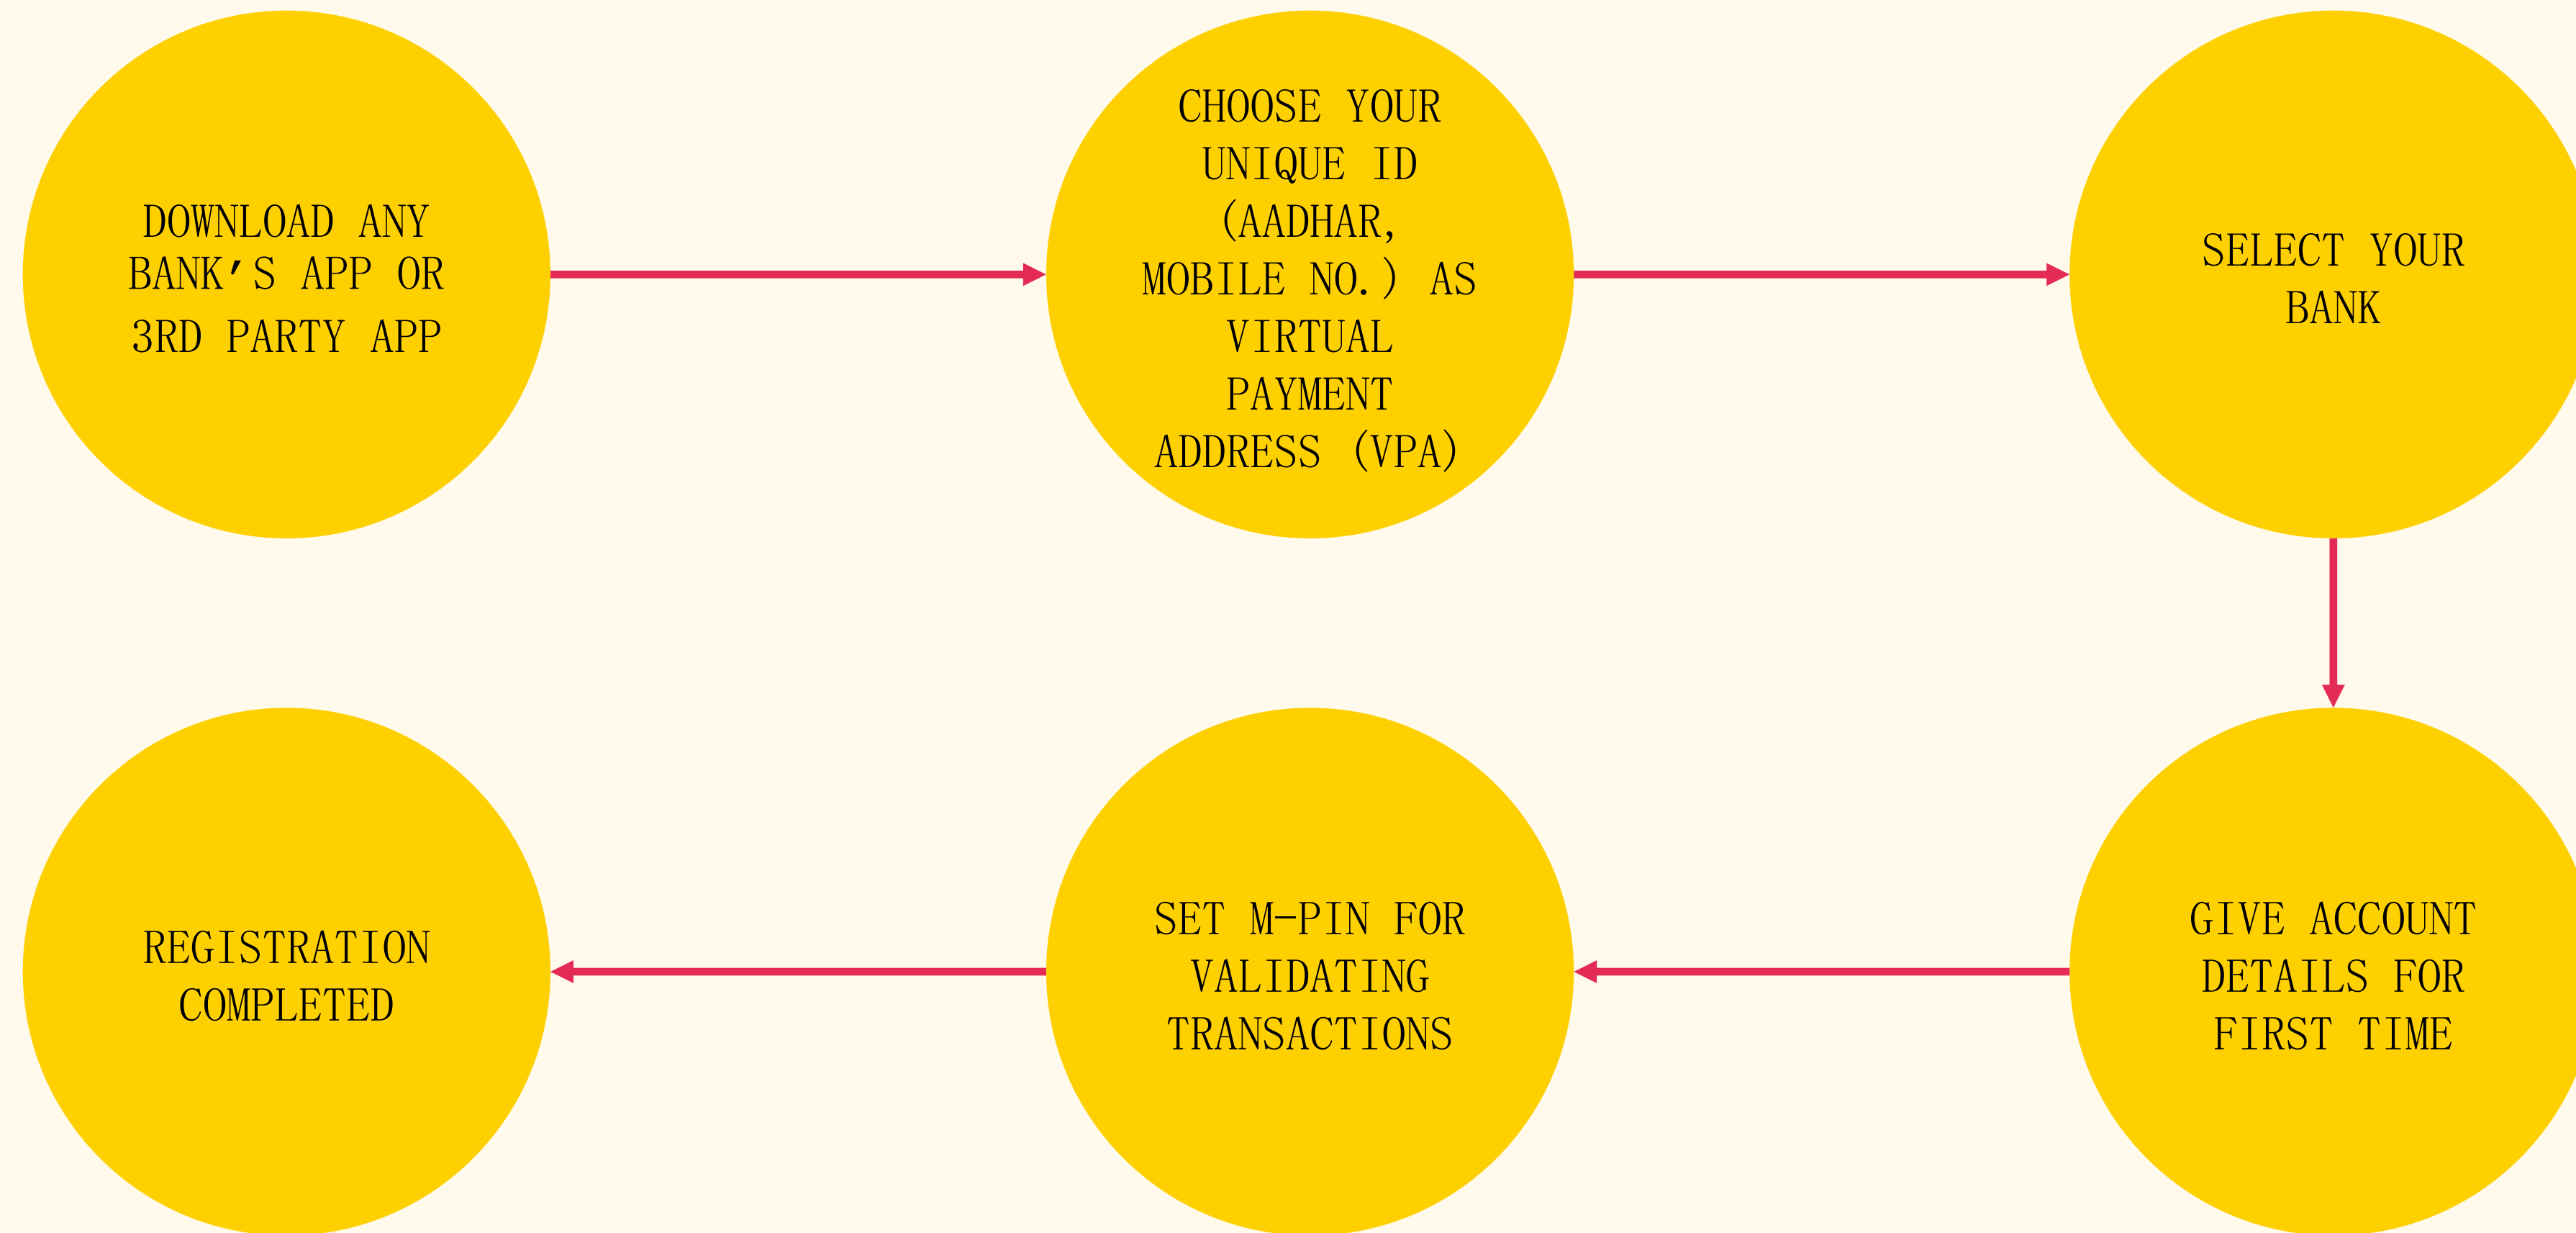 DOWNLOAD ANY
BANK'S APP OR
3RD PARTY APP
CHOOSE YOUR
UNIQUE ID
(AADHAR,
MOBILE NO.) AS
VIRTUAL
PAYMENT
ADDRESS (VPA)
SELECT YOUR
BANK
GIVE ACCOUNT
DETAILS FOR
FIRST TIME
SET M-PIN FOR
VALIDATING
TRANSACTIONS
REGISTRATION
COMPLETED